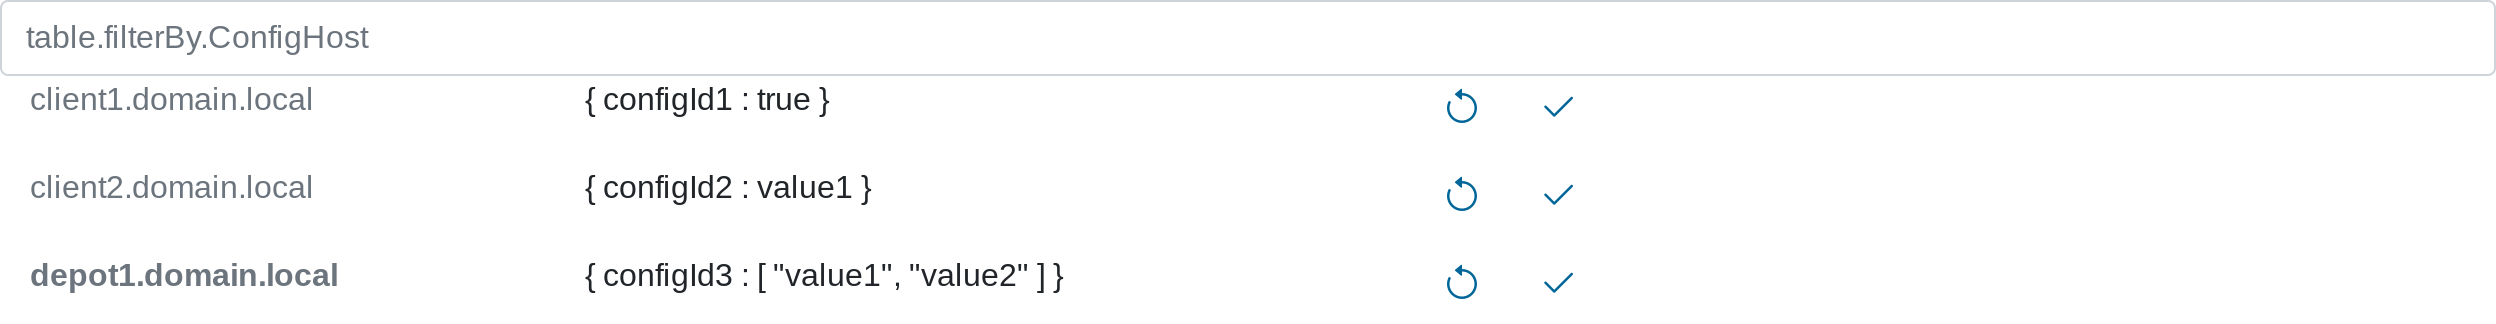 table.filterBy.ConfigHost
client1.domain.local { configId1 : true }
client2.domain.local { configId2 : value1 }
depot1.domain.local { configId3 : [ "value1", "value2" ] }